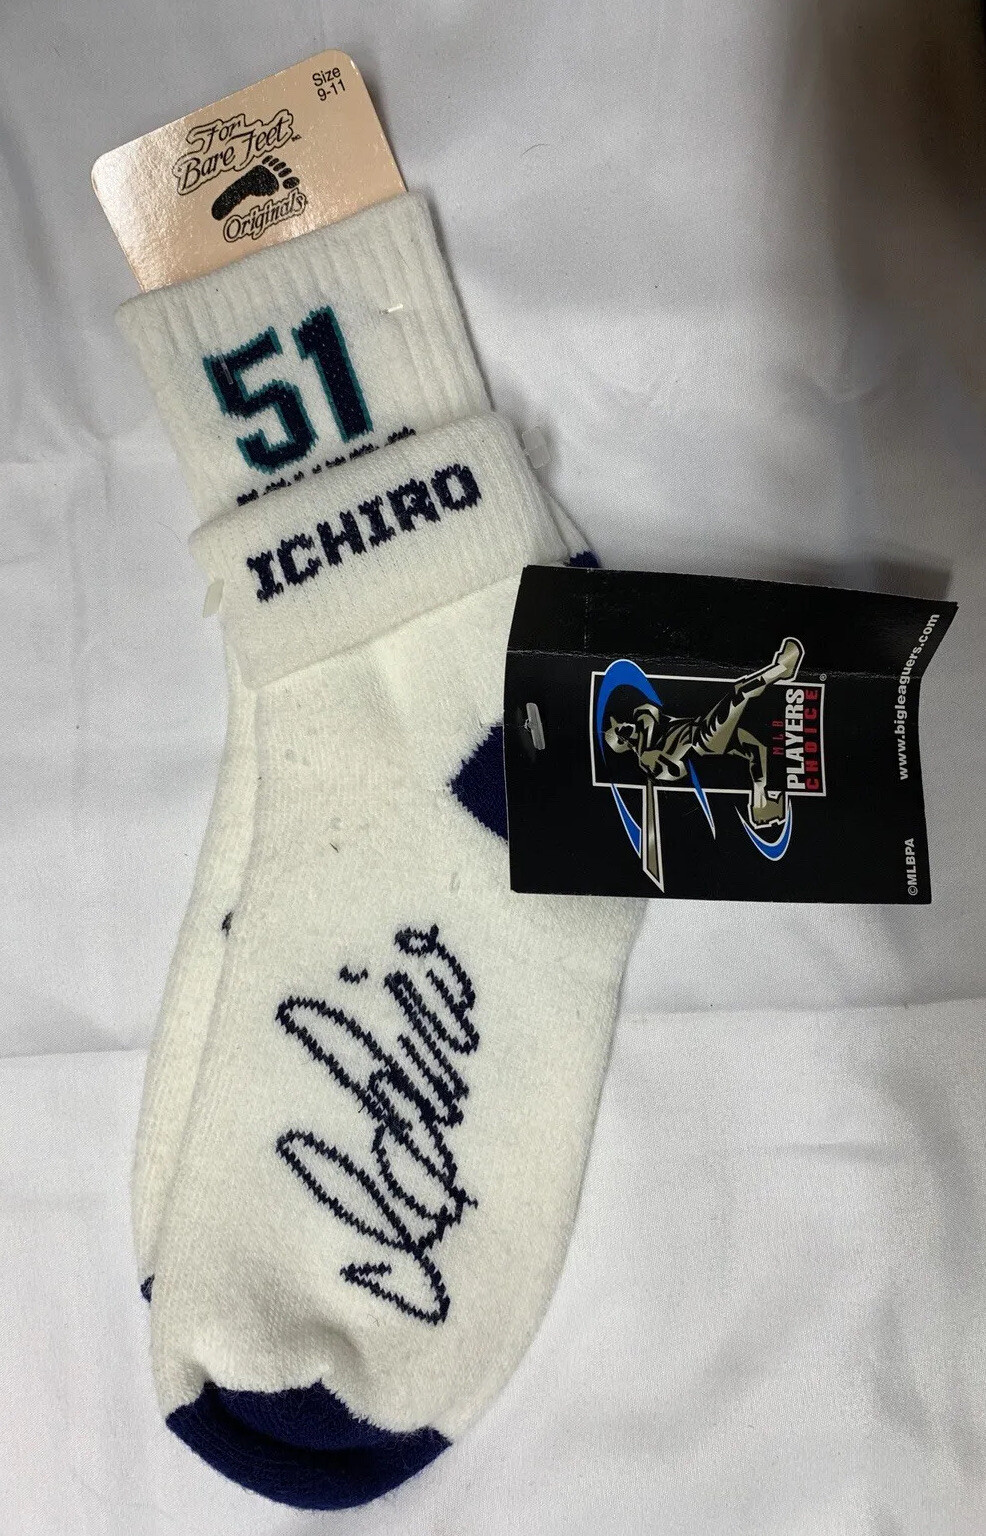 Size
9-11
For
Bare Feet
Originals
51
ICHIRO
MLB
PLAYERS
CHOICE®
www.bigleaguers.com
©MLBPA